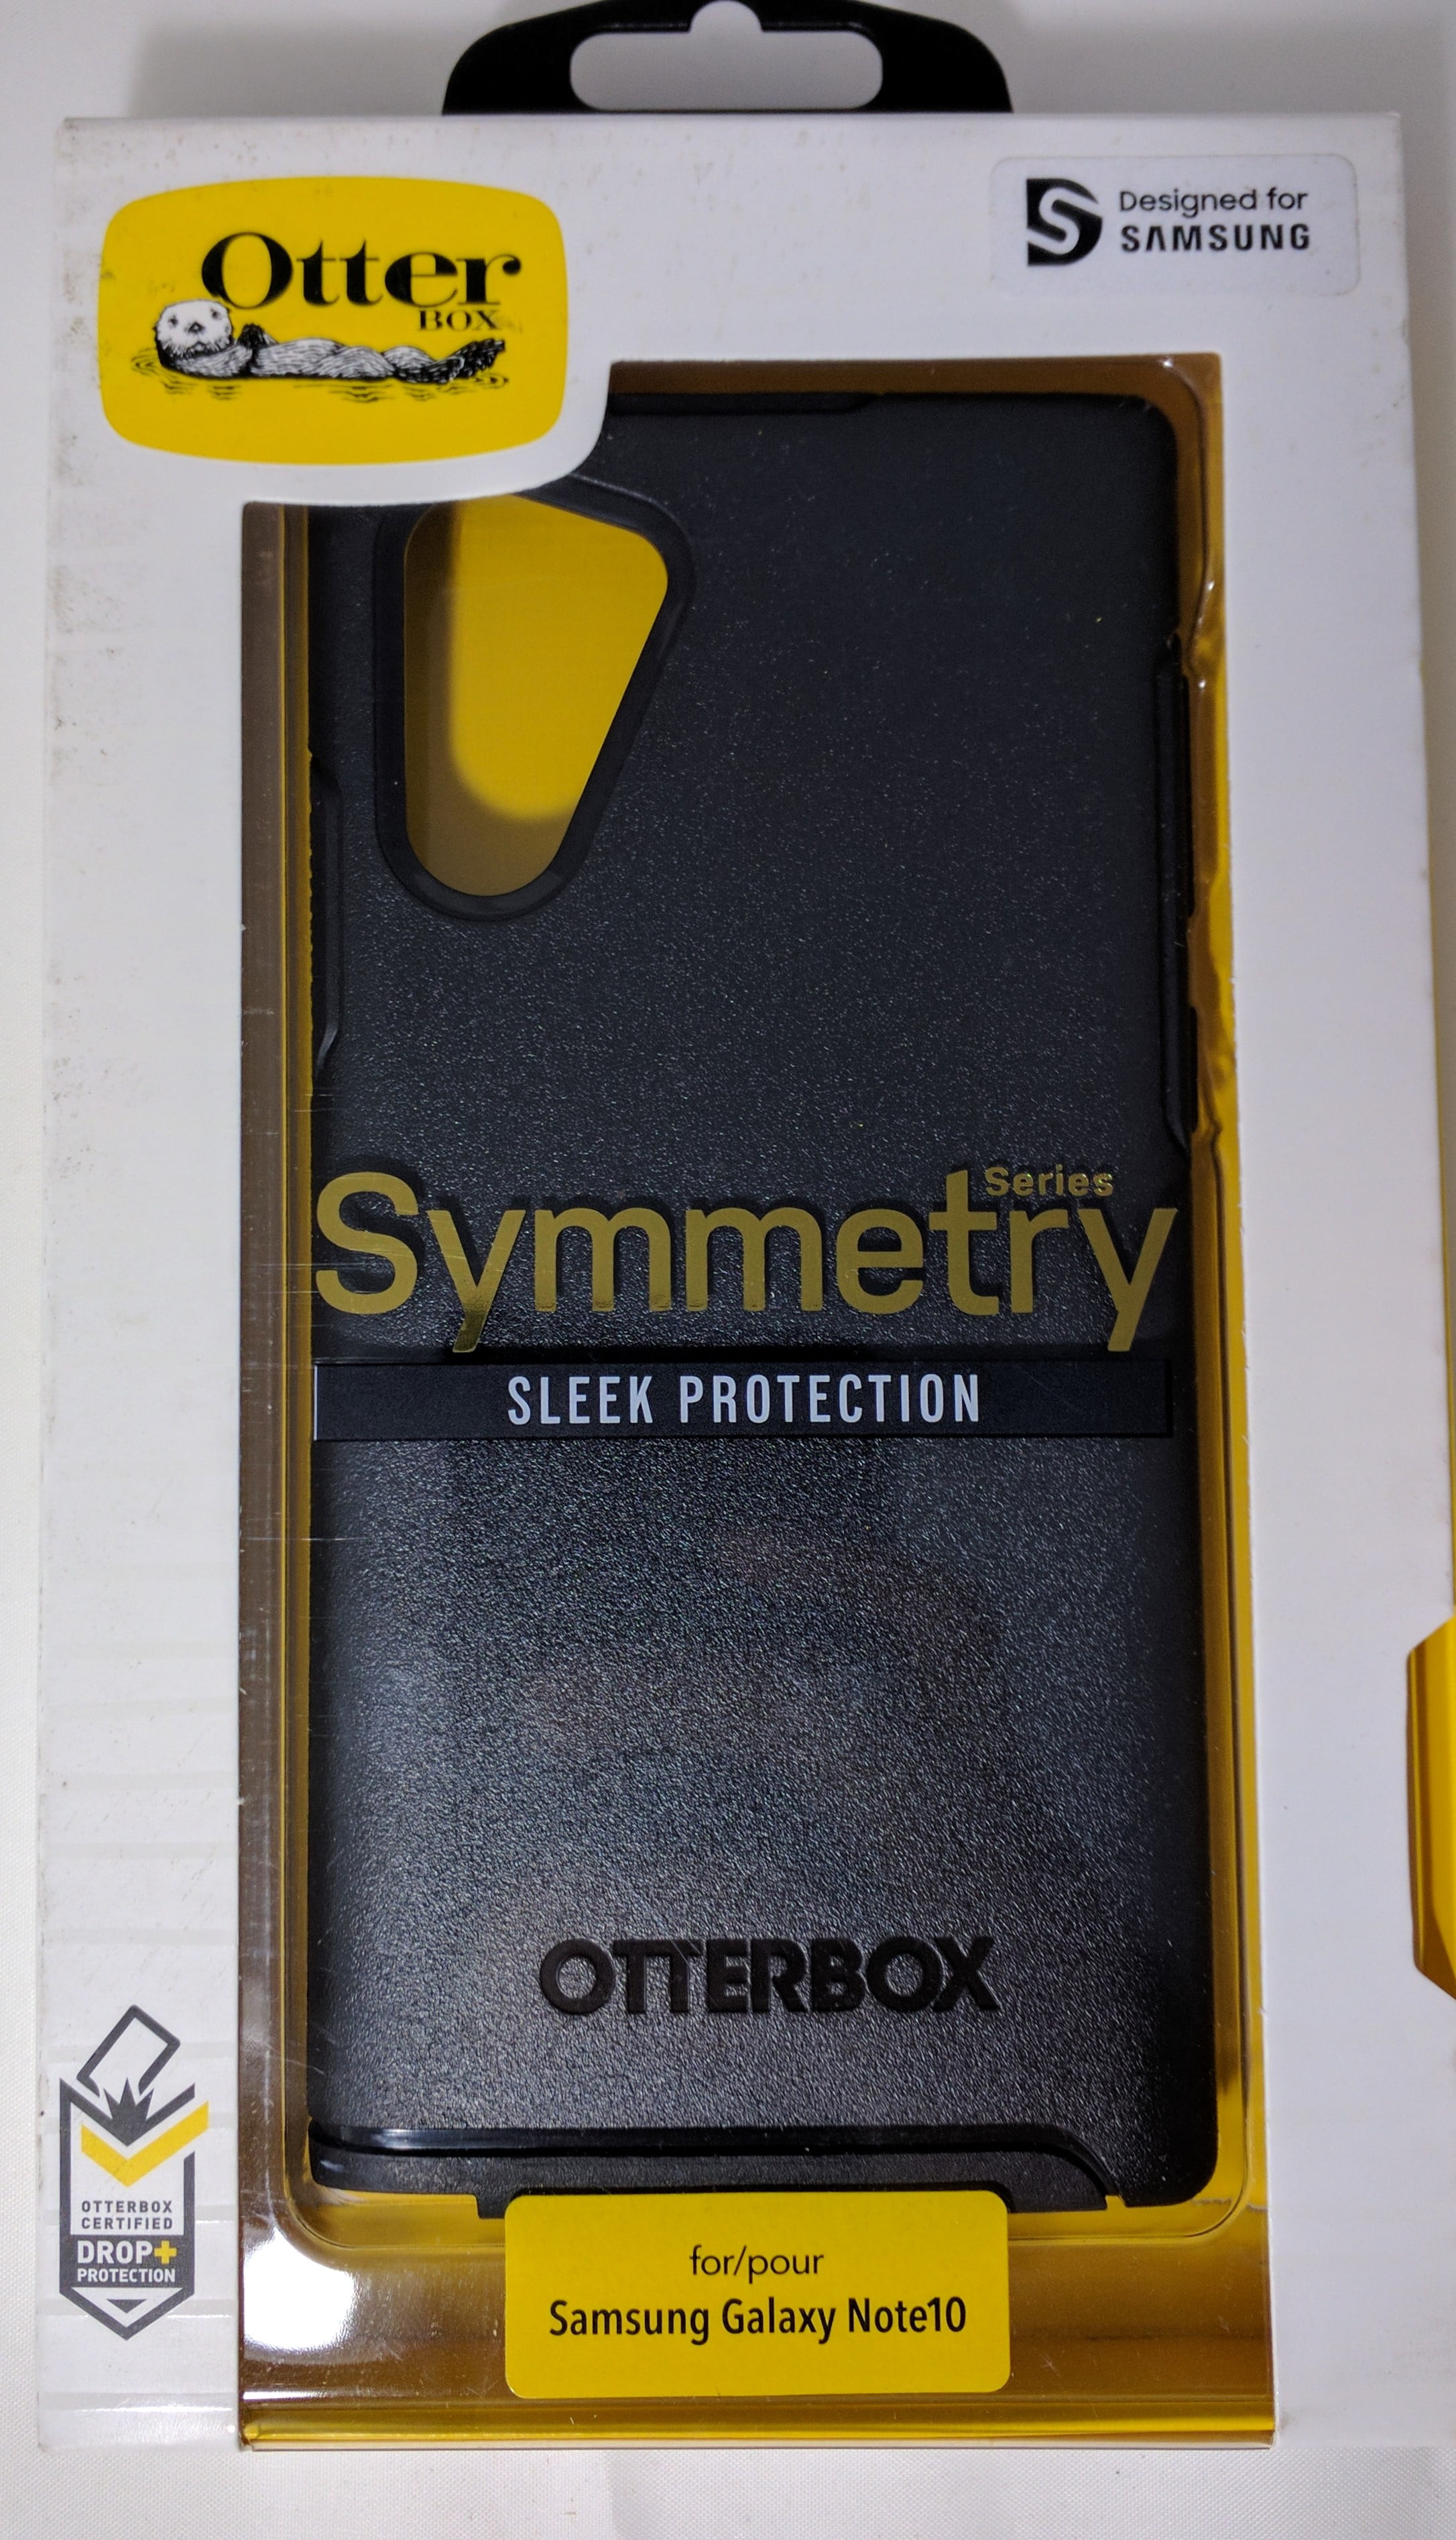 Otter
BOX
Designed for
SAMSUNG
Series
Symmetry
SLEEK PROTECTION
OTTERBOX
OTTERBOX
CERTIFIED
DROP+
PROTECTION
for/pour
Samsung Galaxy Note10